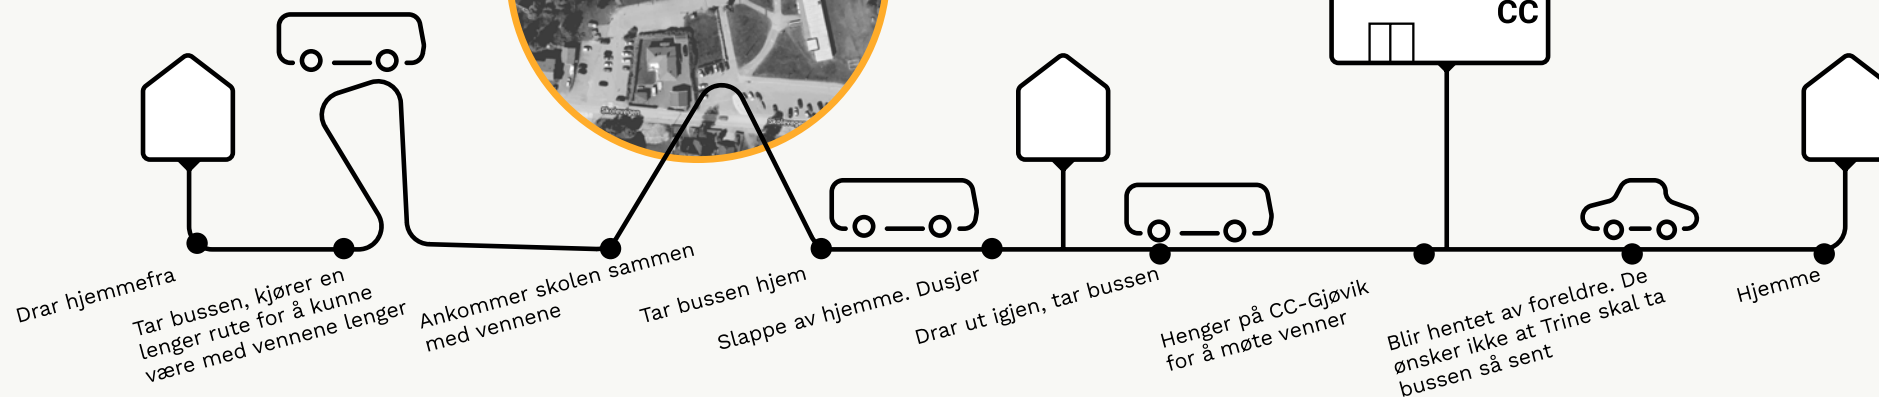 CC
Skolevegen
Skolevegen
Drar hjemmefra
Tar bussen, kjører en
lenger rute for å kunne
være med vennene lenger
Ankommer skolen sammen
med vennene
Tar bussen hjem
Slappe av hjemme. Dusjer
Drar ut igjen, tar bussen
Henger på CC-Gjøvik
for å møte venner
Blir hentet av foreldre. De
ønsker ikke at Trine skal ta
bussen så sent
Hjemme